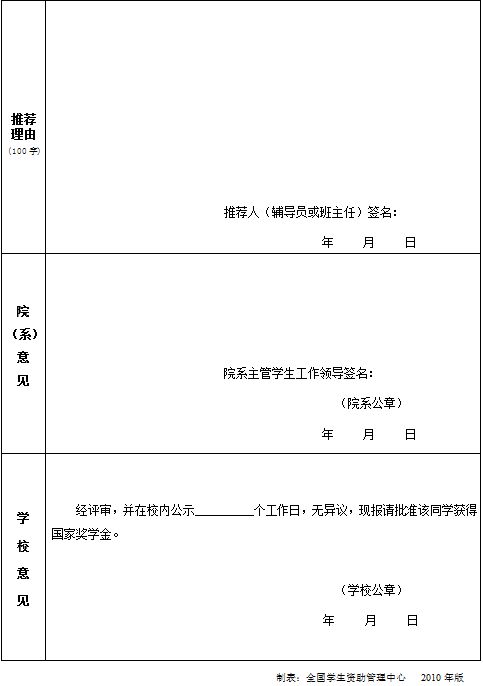 推荐
理由
（100字）
推荐人（辅导员或班主任）签名：
年 月 日
院
（系）
意
见
院系主管学生工作领导签名：
（院系公章）
年 月 日
学
校
意
见
经评审，并在校内公示_________个工作日，无异议，现报请批准该同学获得
国家奖学金。
（学校公章）
年 月 日
制表：全国学生资助管理中心 2010年版